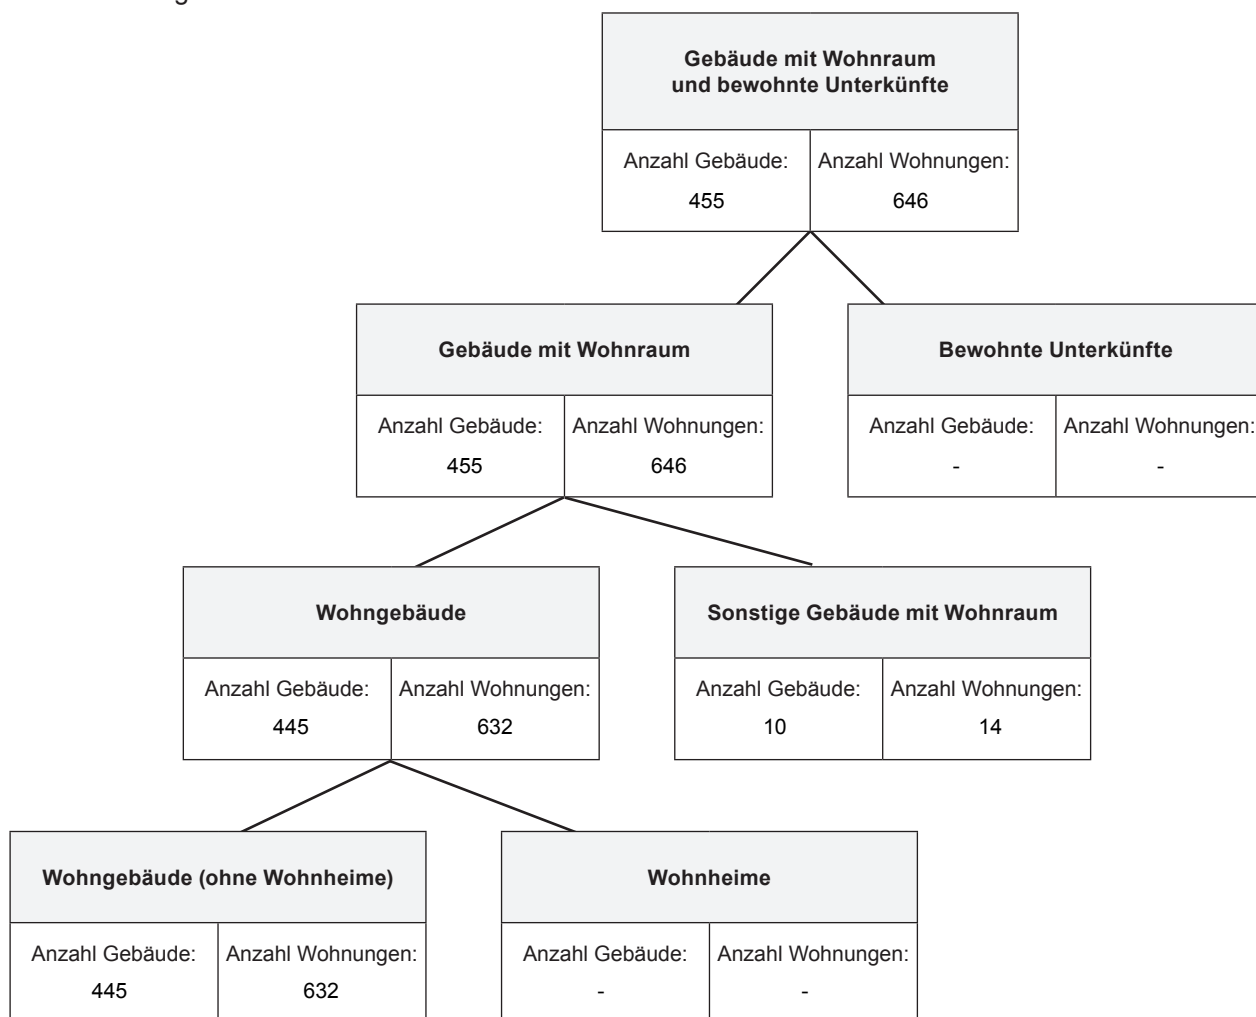 Gebäude mit Wohnraum
und bewohnte Unterkünfte
Anzahl Gebäude: Anzahl Wohnungen:
455 646
Gebäude mit Wohnraum Bewohnte Unterkünfte
Anzahl Gebäude: Anzahl Wohnungen: Anzahl Gebäude: Anzahl Wohnungen:
455 646 - -
Wohngebäude Sonstige Gebäude mit Wohnraum
Anzahl Gebäude: Anzahl Wohnungen: Anzahl Gebäude: Anzahl Wohnungen:
445 632 10 14
Wohngebäude (ohne Wohnheime) Wohnheime
Anzahl Gebäude: Anzahl Wohnungen: Anzahl Gebäude: Anzahl Wohnungen:
445 632 - -